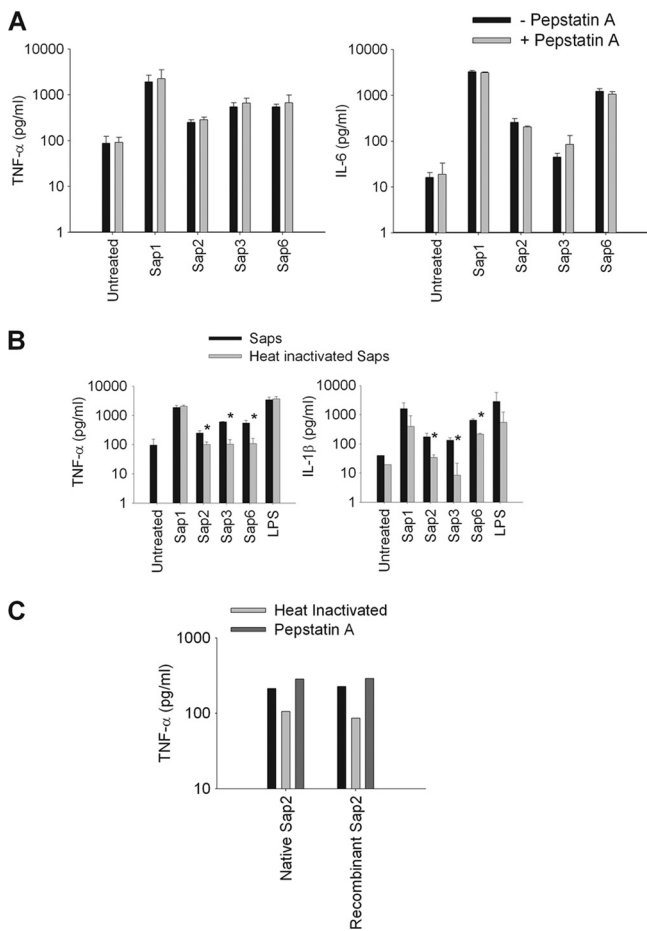 A
- Pepstatin A
+ Pepstatin A
TNF-α (pg/ml)
10000
1000
100
10
1
Untreated
Sap1
Sap2
Sap3
Sap6
IL-6 (pg/ml)
10000
1000
100
10
1
Untreated
Sap1
Sap2
Sap3
Sap6
B
Saps
Heat inactivated Saps
TNF-α (pg/ml)
10000
1000
100
10
1
* * *
Untreated
Sap1
Sap2
Sap3
Sap6
LPS
IL-1β (pg/ml)
10000
1000
100
10
1
* * *
Untreated
Sap1
Sap2
Sap3
Sap6
LPS
C
Heat Inactivated
Pepstatin A
TNF-α (pg/ml)
1000
100
10
Native Sap2
Recombinant Sap2